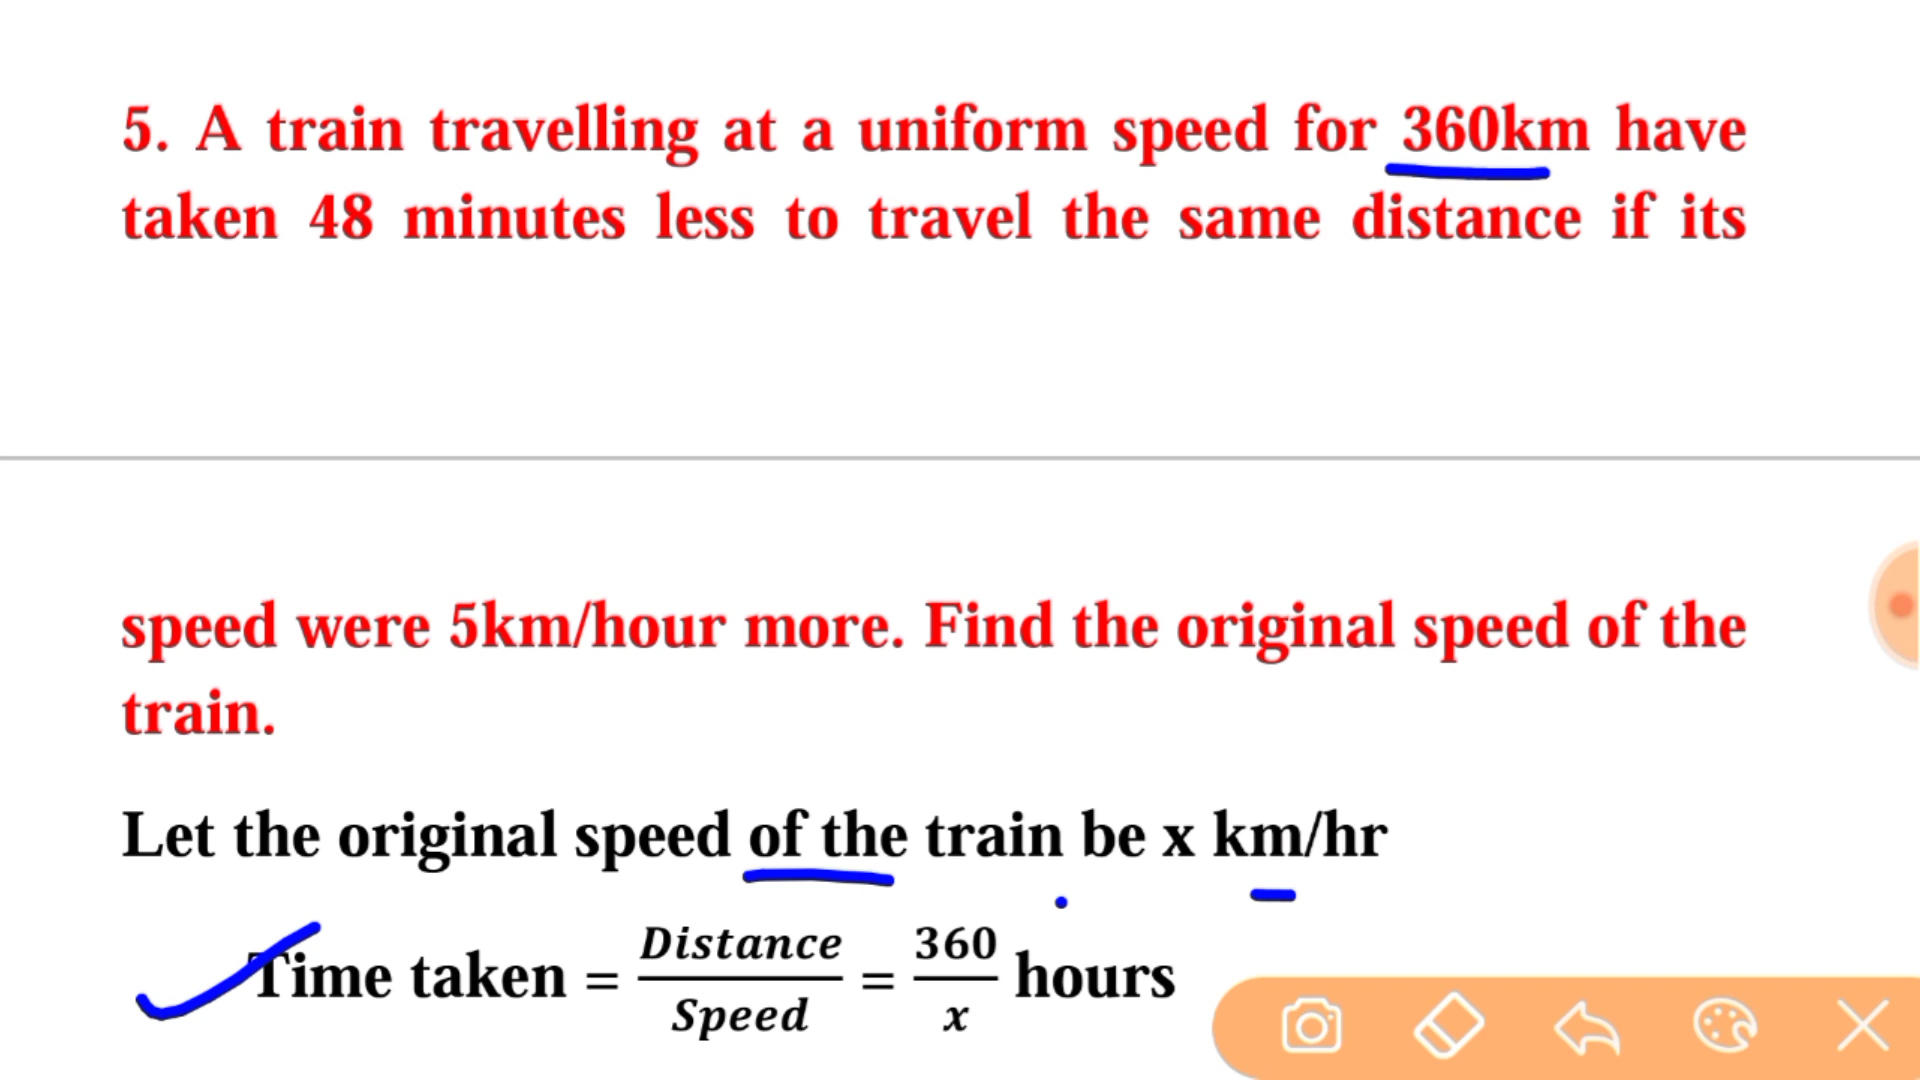 5. A train travelling at a uniform speed for 360km have
taken 48 minutes less to travel the same distance if its
speed were 5km/hour more. Find the original speed of the
train.
Let the original speed of the train be x km/hr
Time taken = Distance/Speed = 360/x hours